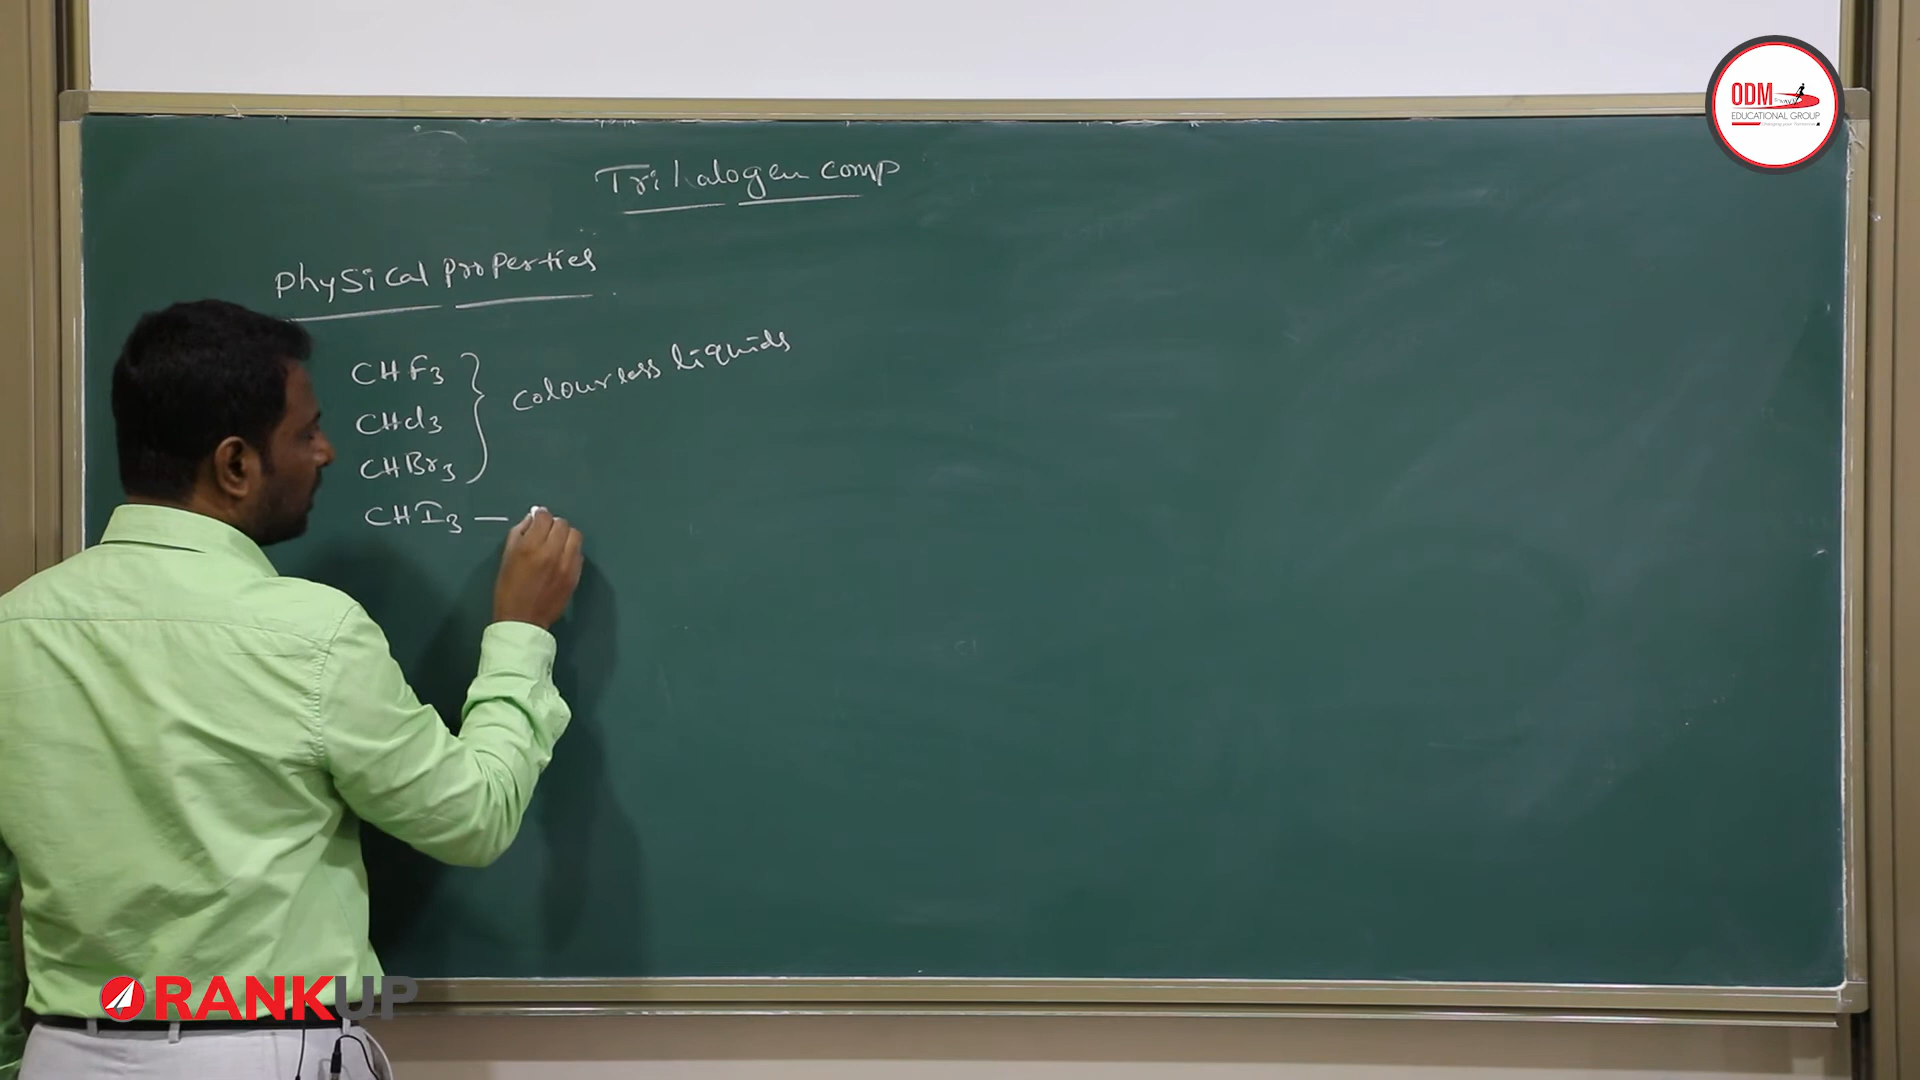 Trihalogen comp
Physical properties
CHF3
CHCl3
CHBr3
colourless liquids
CHI3 —
ODM
EDUCATIONAL GROUP
RANKUP